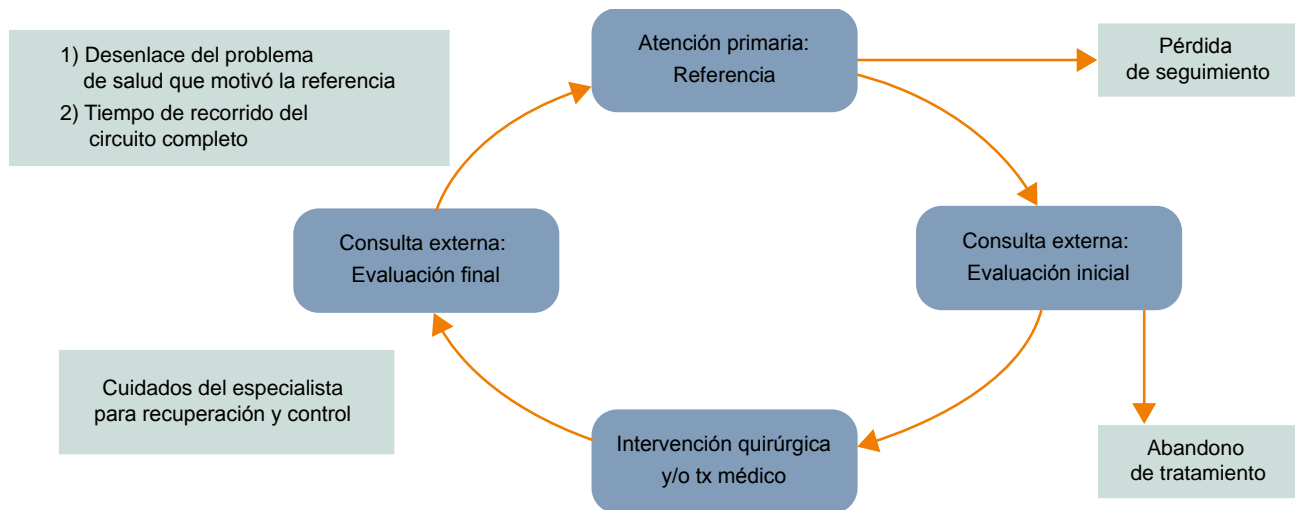 1) Desenlace del problema
de salud que motivó la referencia
2) Tiempo de recorrido del
circuito completo
Atención primaria:
Referencia
Pérdida
de seguimiento
Consulta externa:
Evaluación final
Consulta externa:
Evaluación inicial
Cuidados del especialista
para recuperación y control
Intervención quirúrgica
y/o tx médico
Abandono
de tratamiento